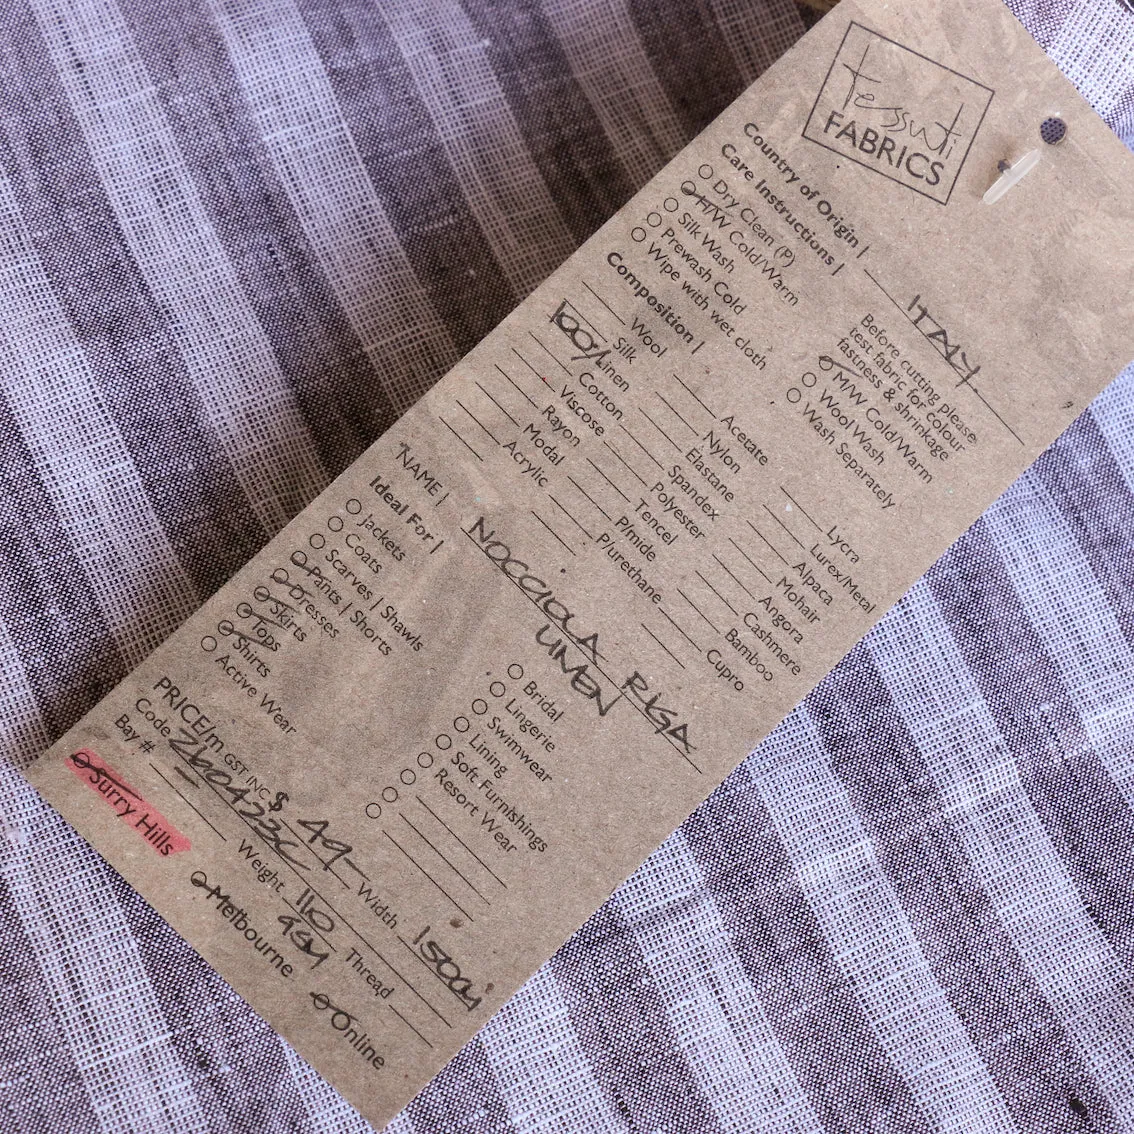 tessuti
FABRICS
Country of Origin | ITALY
Care Instructions |
Dry Clean (P)
H/W Cold/Warm
Silk Wash
Prewash Cold
Wipe with wet cloth
Before cutting please
test fabric for colour
fastness & shrinkage
M/W Cold/Warm
Wool Wash
Wash Separately
Composition |
Wool
Silk
100% Linen
Cotton
Viscose
Rayon
Modal
Acrylic
Acetate
Nylon
Elastane
Spandex
Polyester
Tencel
P/mide
P/urethane
Lycra
Lurex/Metal
Alpaca
Mohair
Angora
Cashmere
Bamboo
Cupro
NAME | NOCCIOLA RIGA
LINEN
Ideal For |
Jackets
Coats
Scarves | Shawls
Pants | Shorts
Dresses
Skirts
Tops
Shirts
Active Wear
Bridal
Lingerie
Swimwear
Lining
Soft Furnishings
Resort Wear
PRICE/m GST INC $ 49- Width 150cm
Code 260423C
Weight 110 Thread
Bay #
Surry Hills
Melbourne
Online